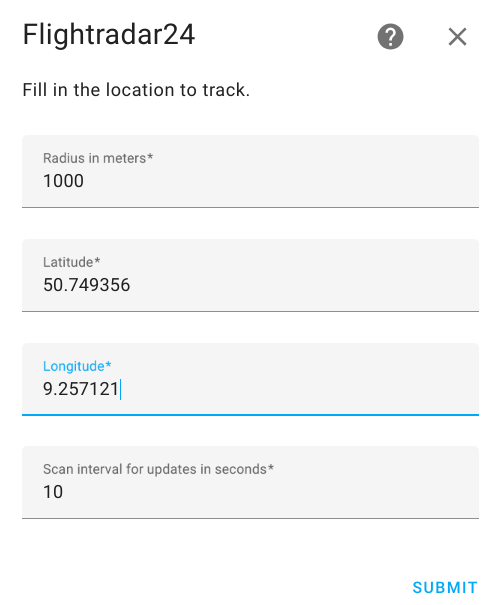 Flightradar24
Fill in the location to track.
Radius in meters*
1000
Latitude*
50.749356
Longitude*
9.257121
Scan interval for updates in seconds*
10
SUBMIT